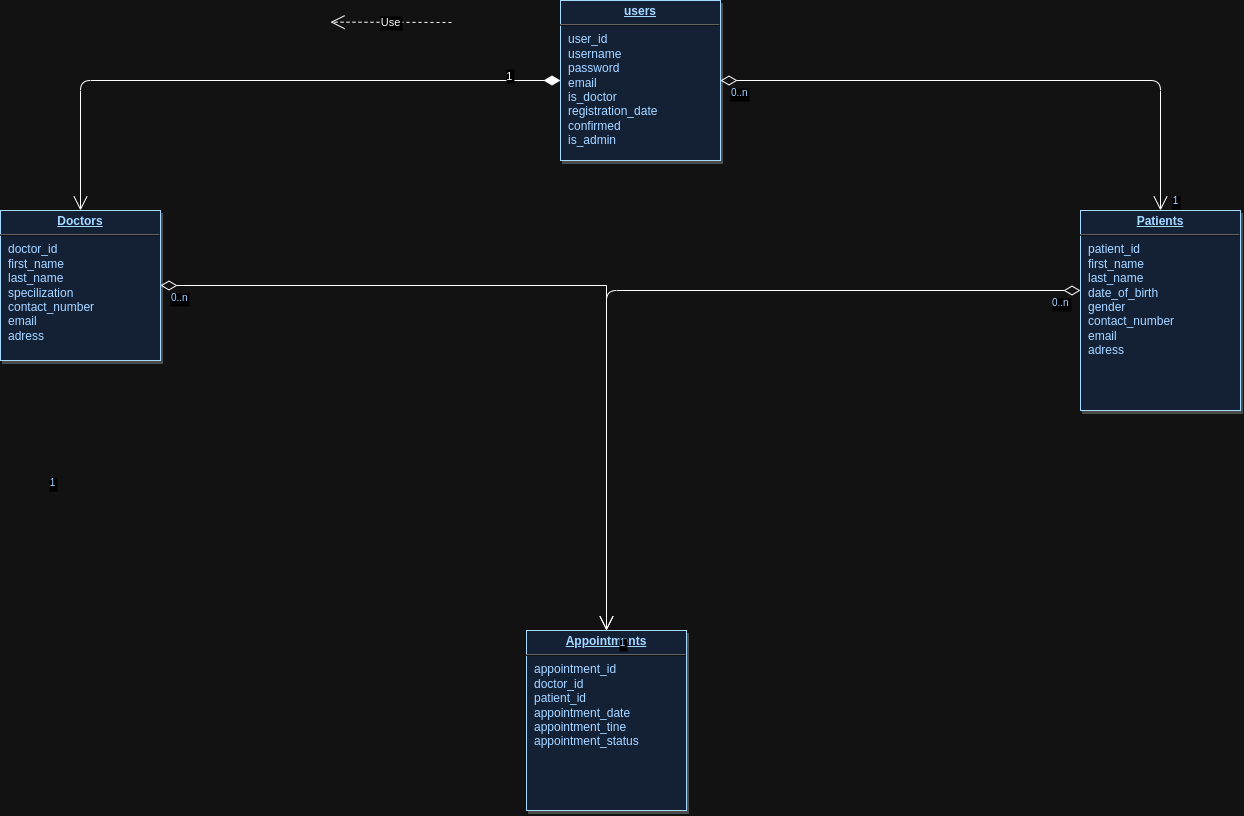 users
Use
user_id
username
password
email
is_doctor
registration_date
confirmed
is_admin
1
0..n
1
Doctors
doctor_id
first_name
last_name
specilization
contact_number
email
adress
0..n
Patients
patient_id
first_name
last_name
date_of_birth
gender
contact_number
email
adress
0..n
1
Appointments
1
appointment_id
doctor_id
patient_id
appointment_date
appointment_tine
appointment_status